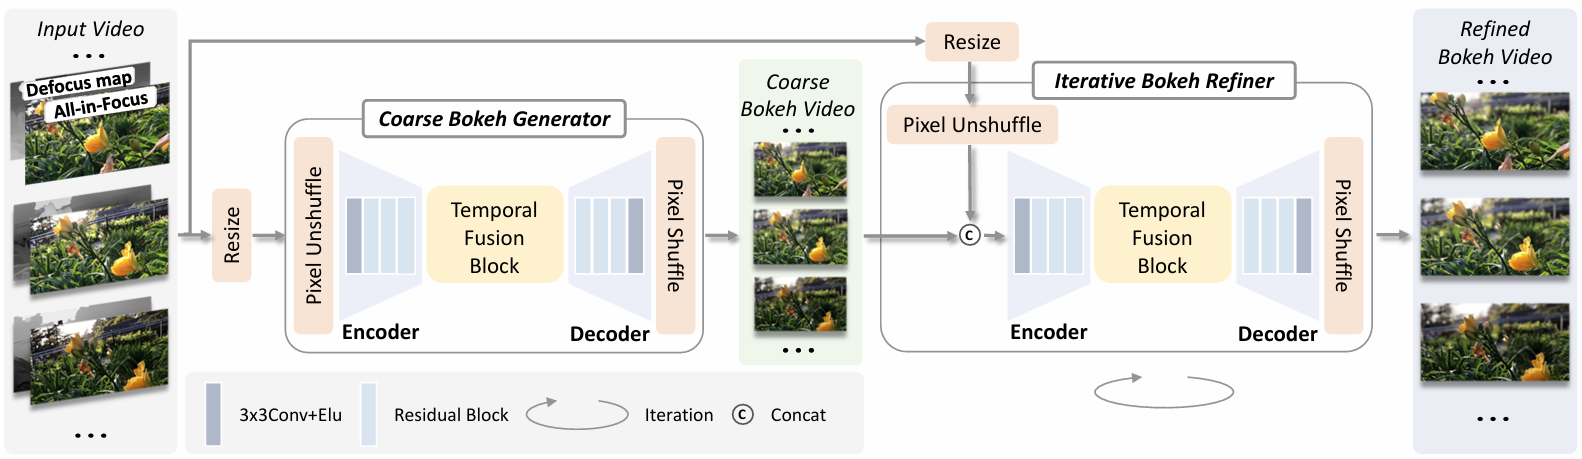 Input Video
...
Defocus map
All-in-Focus
...
Resize
Coarse Bokeh Generator
Pixel Unshuffle
Encoder
Temporal
Fusion
Block
Decoder
Pixel Shuffle
Coarse
Bokeh Video
...
...
Resize
Iterative Bokeh Refiner
Pixel Unshuffle
C
Encoder
Temporal
Fusion
Block
Decoder
Pixel Shuffle
Refined
Bokeh Video
...
...
3x3Conv+Elu
Residual Block
Iteration
C
Concat